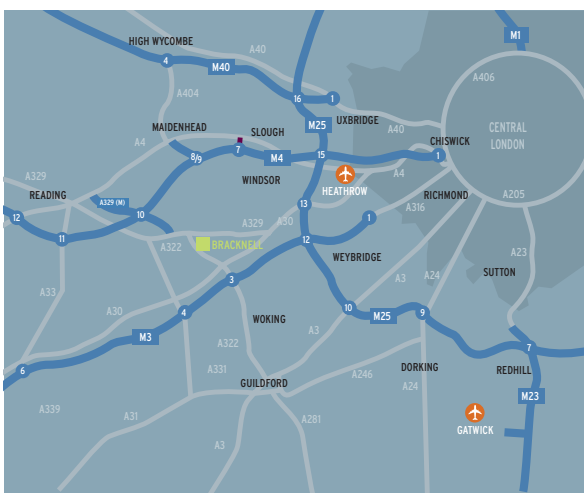 M1
HIGH WYCOMBE
A40
4
M40
A406
A404
16
1
M25
UXBRIDGE
A40
CENTRAL
LONDON
MAIDENHEAD
SLOUGH
A4
CHISWICK
8/9
7
M4
15
1
A4
A329
WINDSOR
HEATHROW
READING
RICHMOND
A205
A329 (M)
13
A316
12
10
A329
A30
1
11
A322
BRACKNELL
12
A23
WEYBRIDGE
SUTTON
3
A3
A24
A33
10
A30
4
M25
9
WOKING
A3
M3
A322
7
6
A331
DORKING
REDHILL
A246
GUILDFORD
A24
M23
A339
A31
A281
GATWICK
A3